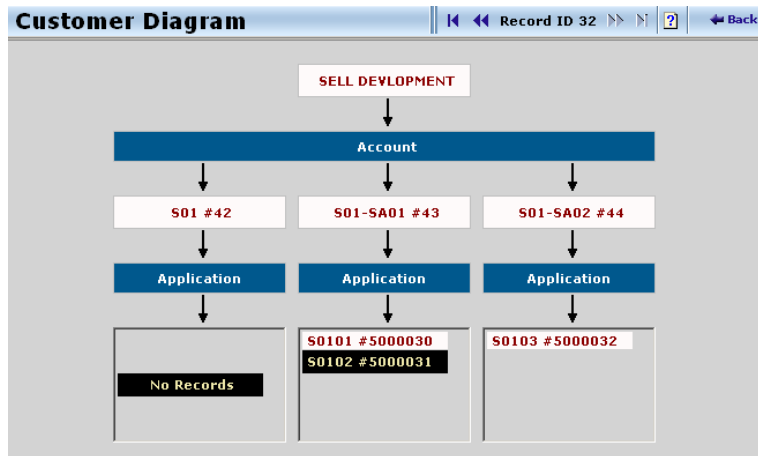 Customer Diagram
Record ID 32
?
Back
SELL DEVLOPMENT
Account
S01 #42
S01-SA01 #43
S01-SA02 #44
Application
Application
Application
No Records
S0101 #5000030
S0102 #5000031
S0103 #5000032